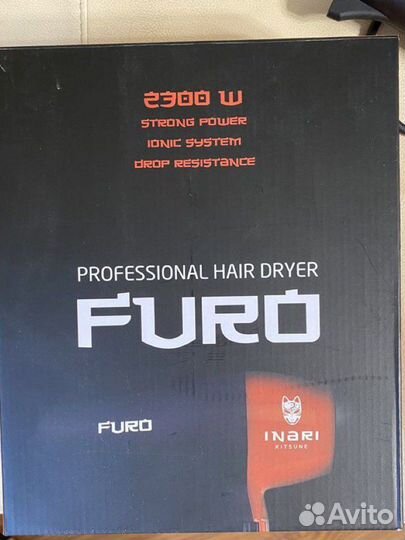 2300 W
STRONG POWER
IONIC SYSTEM
DROP RESISTANCE
PROFESSIONAL HAIR DRYER
FURO
FURO
INARI
KITSUNE
Avito